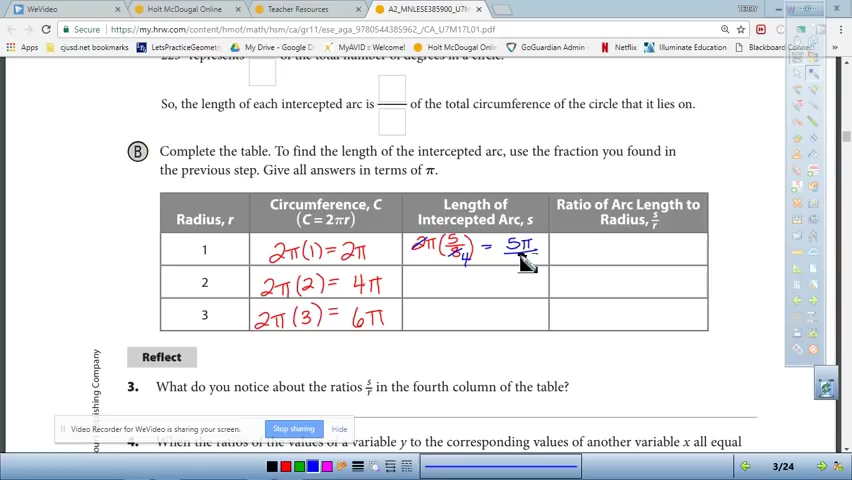 WeVideo
Holt McDougal Online
Teacher Resources
A2_MNLESE385900_U7M
TERRY
Secure
https://my.hrw.com/content/hmof/math/hsm/ca/gr11/ese_aga_9780544385962_/CA_U7M17L01.pdf
cjusd.net bookmarks
LetsPracticeGeometry
My Drive - Google Dr
MyAVID :: Welcome!
Holt McDougal Online
GoGuardian Admin
Netflix
Illuminate Education
Blackboard Connect
225° represents of the total number of degrees in a circle.
So, the length of each intercepted arc is of the total circumference of the circle that it lies on.
B Complete the table. To find the length of the intercepted arc, use the fraction you found in
the previous step. Give all answers in terms of π.
Radius, r
Circumference, C
(C = 2πr)
Length of
Intercepted Arc, s
Ratio of Arc Length to
Radius, s/r
1
2π(1) = 2π
2π(5/8) 4 = 5π
2
2π(2) = 4π
3
2π(3) = 6π
Reflect
3. What do you notice about the ratios s/r in the fourth column of the table?
Publishing Company
Video Recorder for WeVideo is sharing your screen.
Stop sharing
Hide
4. When the ratios of the values of a variable y to the corresponding values of another variable x all equal
3/24